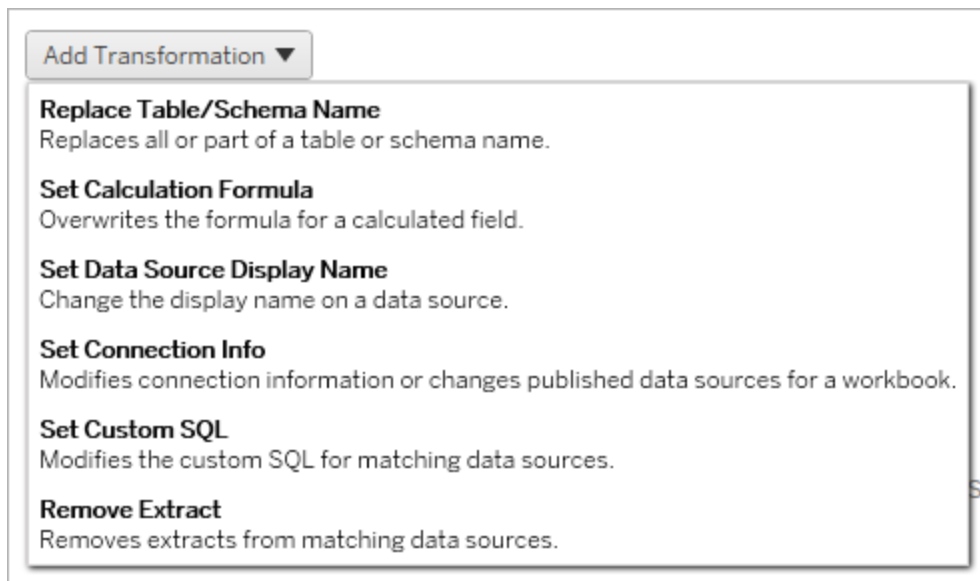 Add Transformation ▼
Replace Table/Schema Name
Replaces all or part of a table or schema name.
Set Calculation Formula
Overwrites the formula for a calculated field.
Set Data Source Display Name
Change the display name on a data source.
Set Connection Info
Modifies connection information or changes published data sources for a workbook.
Set Custom SQL
Modifies the custom SQL for matching data sources.
Remove Extract
Removes extracts from matching data sources.